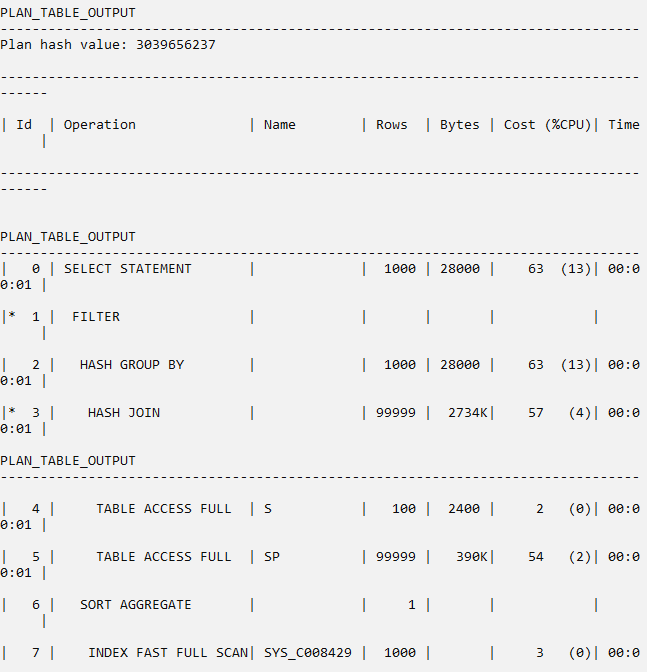 PLAN_TABLE_OUTPUT
--------------------------------------------------------------------------------
Plan hash value: 3039656237
--------------------------------------------------------------------------------
------
| Id  | Operation              | Name         | Rows  | Bytes | Cost (%CPU)| Time
     |
--------------------------------------------------------------------------------
------
PLAN_TABLE_OUTPUT
--------------------------------------------------------------------------------
|   0 | SELECT STATEMENT       |              |  1000 | 28000 |    63  (13)| 00:0
0:01 |
|*  1 |  FILTER                |              |       |       |            |
     |
|   2 |   HASH GROUP BY        |              |  1000 | 28000 |    63  (13)| 00:0
0:01 |
|*  3 |    HASH JOIN           |              | 99999 |  2734K|    57   (4)| 00:0
0:01 |
PLAN_TABLE_OUTPUT
--------------------------------------------------------------------------------
|   4 |     TABLE ACCESS FULL  | S            |   100 |  2400 |     2   (0)| 00:0
0:01 |
|   5 |     TABLE ACCESS FULL  | SP           | 99999 |   390K|    54   (2)| 00:0
0:01 |
|   6 |   SORT AGGREGATE       |              |     1 |       |            |
     |
|   7 |    INDEX FAST FULL SCAN| SYS_C008429  |  1000 |       |     3   (0)| 00:0